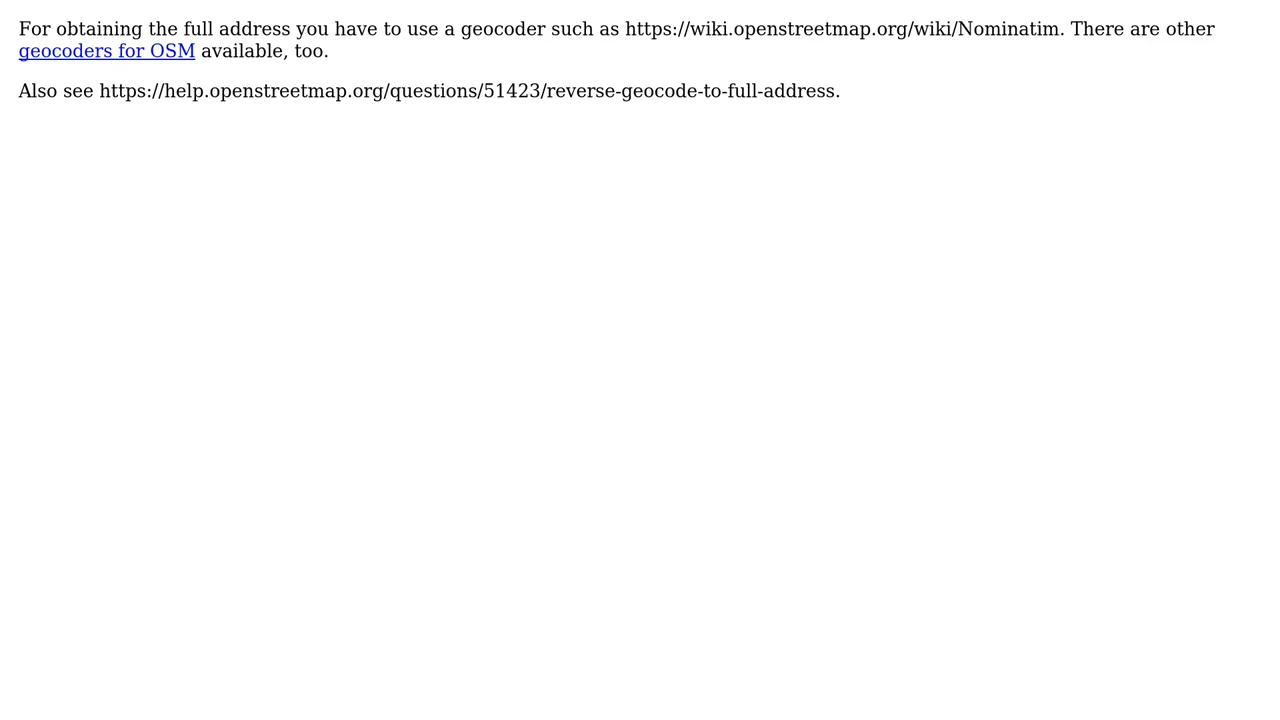 For obtaining the full address you have to use a geocoder such as https://wiki.openstreetmap.org/wiki/Nominatim. There are other
geocoders for OSM available, too.
Also see https://help.openstreetmap.org/questions/51423/reverse-geocode-to-full-address.